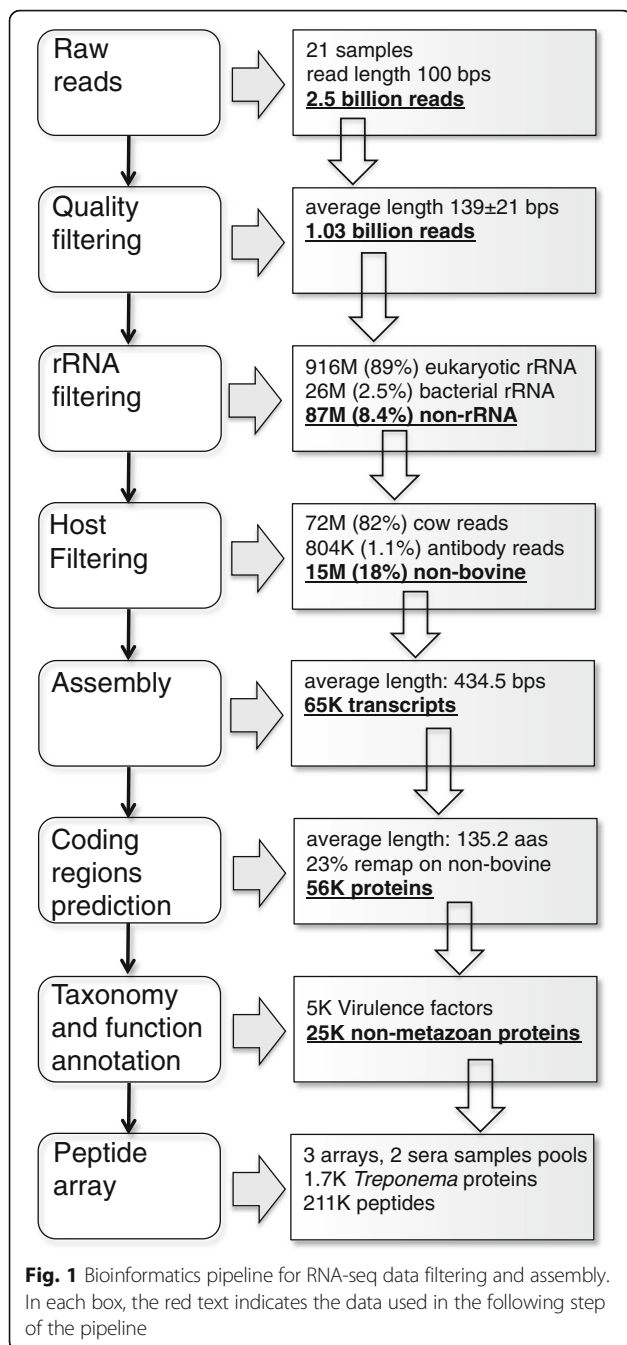 Raw
reads
21 samples
read length 100 bps
2.5 billion reads
Quality
filtering
average length 139±21 bps
1.03 billion reads
rRNA
filtering
916M (89%) eukaryotic rRNA
26M (2.5%) bacterial rRNA
87M (8.4%) non-rRNA
Host
Filtering
72M (82%) cow reads
804K (1.1%) antibody reads
15M (18%) non-bovine
Assembly
average length: 434.5 bps
65K transcripts
Coding
regions
prediction
average length: 135.2 aas
23% remap on non-bovine
56K proteins
Taxonomy
and function
annotation
5K Virulence factors
25K non-metazoan proteins
Peptide
array
3 arrays, 2 sera samples pools
1.7K Treponema proteins
211K peptides
Fig. 1 Bioinformatics pipeline for RNA-seq data filtering and assembly.
In each box, the red text indicates the data used in the following step
of the pipeline